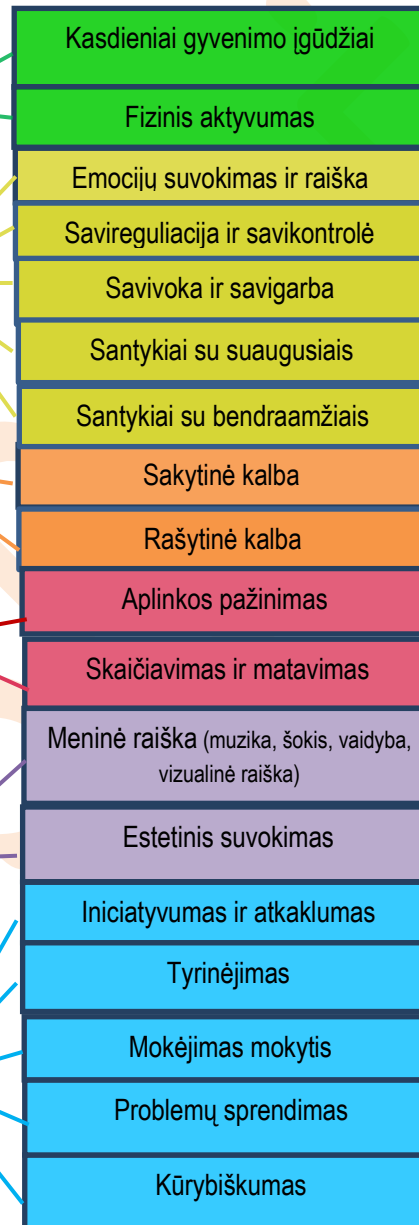 Kasdieniai gyvenimo įgūdžiai
Fizinis aktyvumas
Emocijų suvokimas ir raiška
Savireguliacija ir savikontrolė
Savivoka ir savigarba
Santykiai su suaugusiais
Santykiai su bendraamžiais
Sakytinė kalba
Rašytinė kalba
Aplinkos pažinimas
Skaičiavimas ir matavimas
Meninė raiška (muzika, šokis, vaidyba,
vizualinė raiška)
Estetinis suvokimas
Iniciatyvumas ir atkaklumas
Tyrinėjimas
Mokėjimas mokytis
Problemų sprendimas
Kūrybiškumas